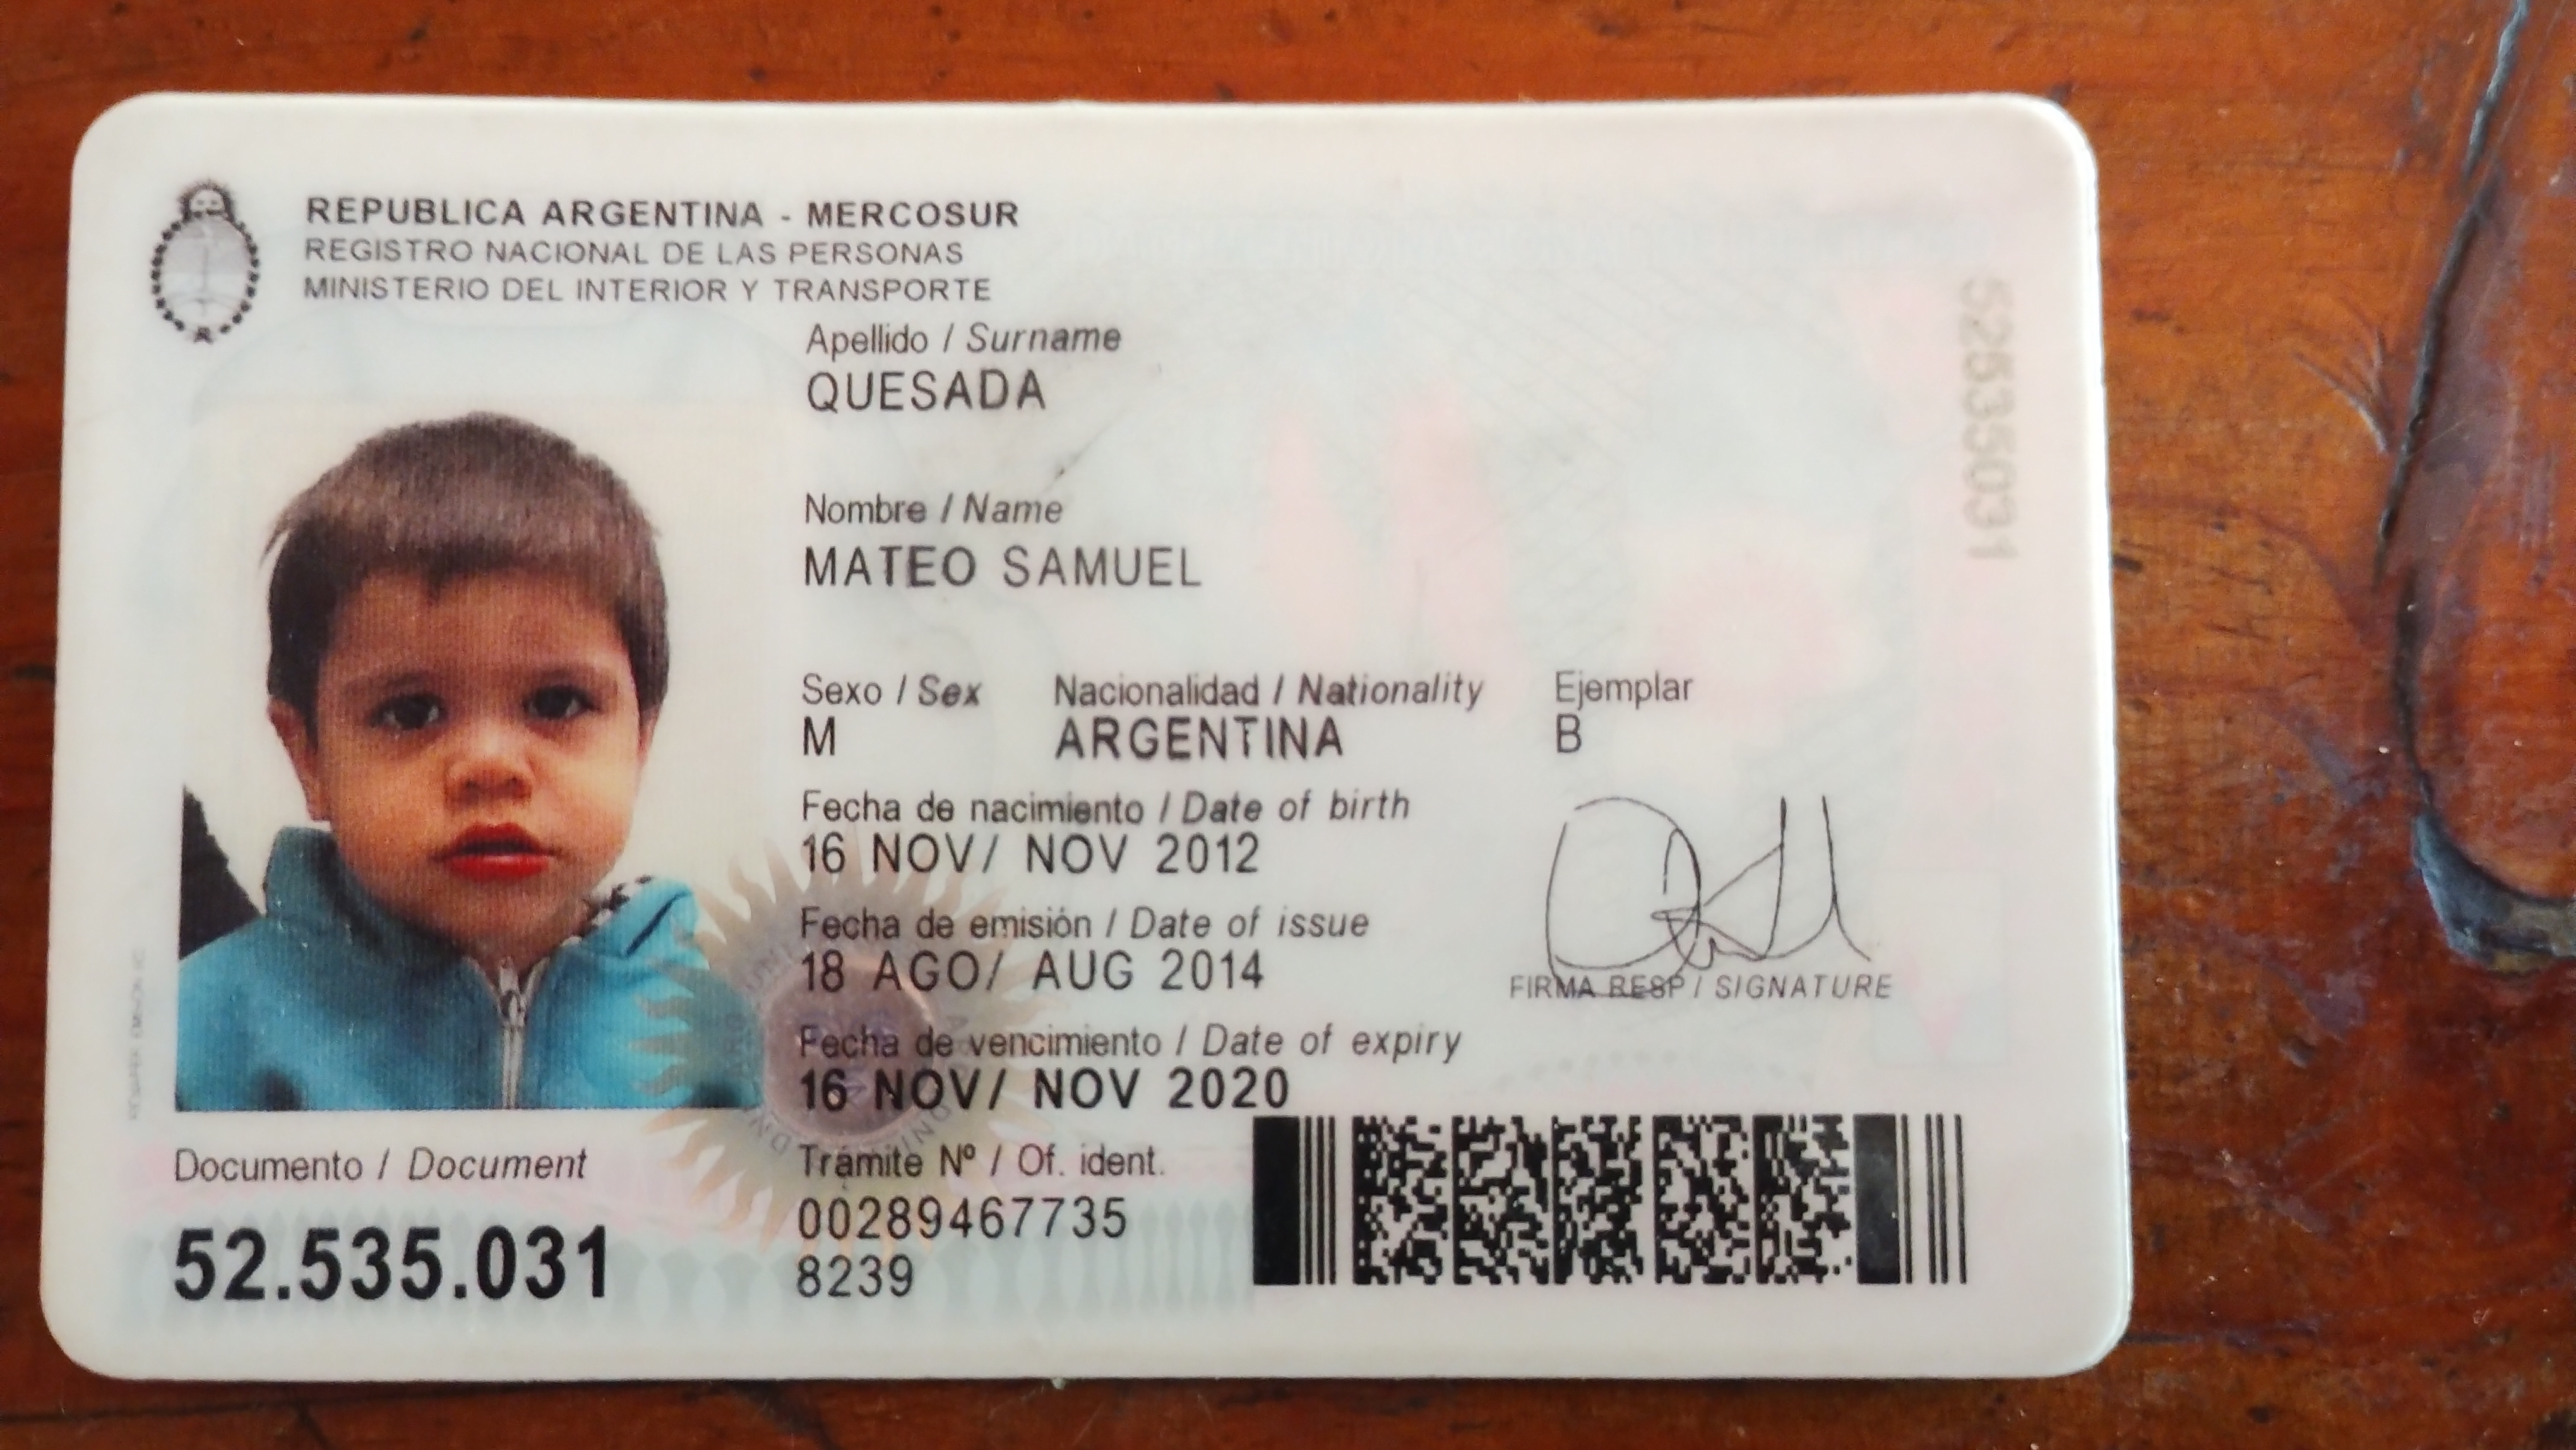 REPUBLICA ARGENTINA - MERCOSUR
REGISTRO NACIONAL DE LAS PERSONAS
MINISTERIO DEL INTERIOR Y TRANSPORTE
Apellido / Surname
QUESADA
Nombre / Name
MATEO SAMUEL
Sexo / Sex Nacionalidad / Nationality Ejemplar
M ARGENTINA B
Fecha de nacimiento / Date of birth
16 NOV/ NOV 2012
Fecha de emisión / Date of issue
18 AGO/ AUG 2014
FIRMA RESP / SIGNATURE
Fecha de vencimiento / Date of expiry
16 NOV/ NOV 2020
Documento / Document
52.535.031
Trámite Nº / Of. ident.
00289467735
8239
52535031